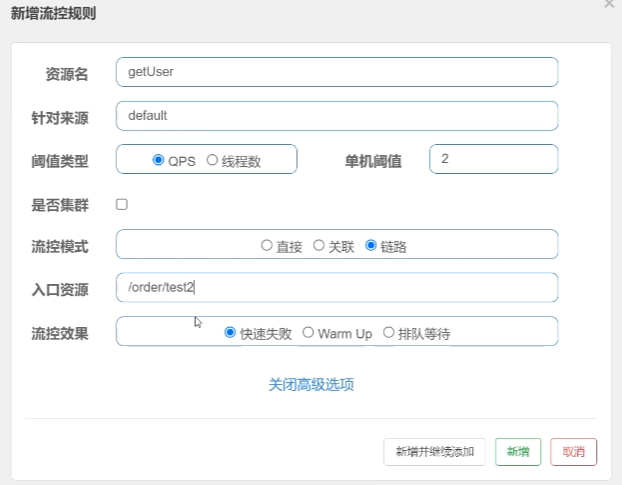 新增流控规则
资源名 getUser
针对来源 default
阈值类型 QPS 线程数 单机阈值 2
是否集群
流控模式 直接 关联 链路
入口资源 /order/test2
流控效果 快速失败 Warm Up 排队等待
关闭高级选项
新增并继续添加 新增 取消